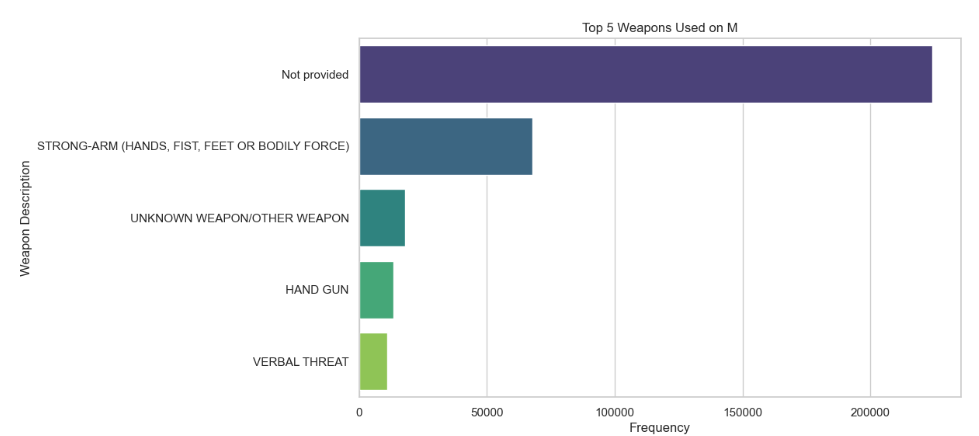 Top 5 Weapons Used on M
Weapon Description
Not provided
STRONG-ARM (HANDS, FIST, FEET OR BODILY FORCE)
UNKNOWN WEAPON/OTHER WEAPON
HAND GUN
VERBAL THREAT
0 50000 100000 150000 200000
Frequency